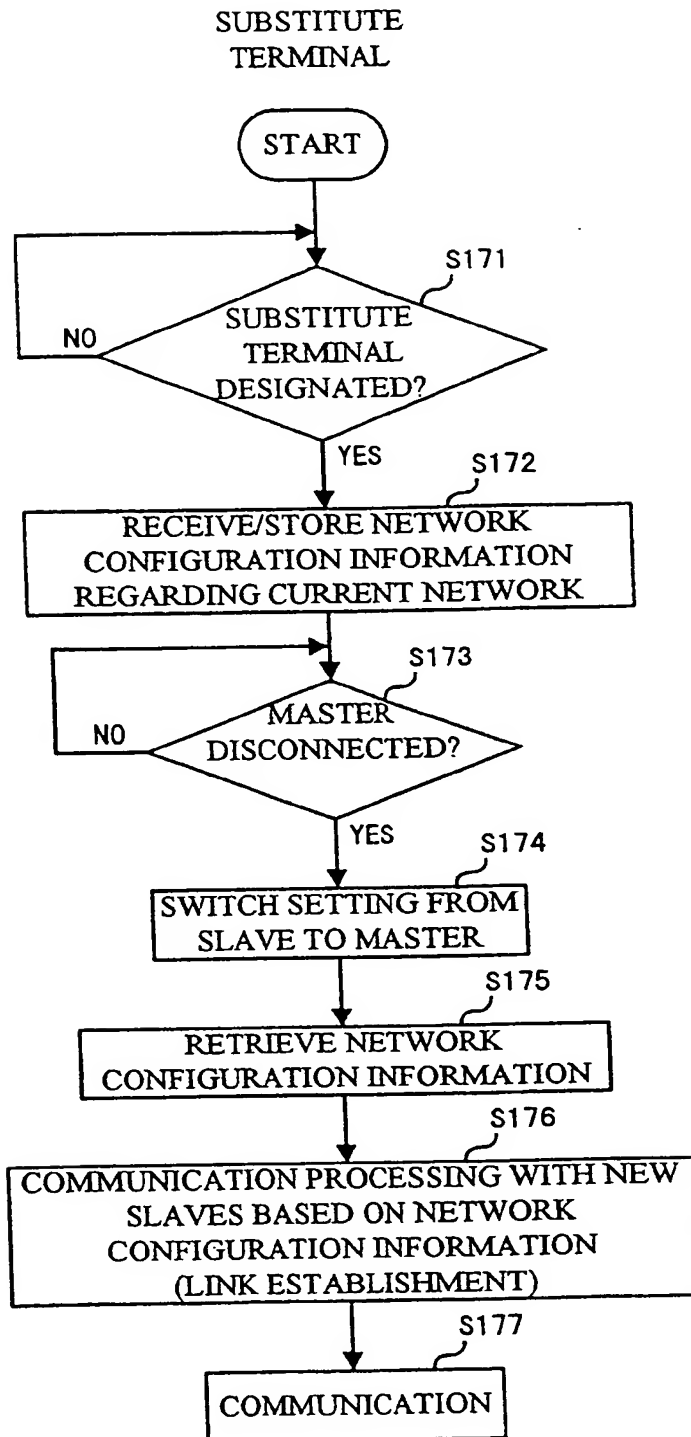 SUBSTITUTE
TERMINAL
START
S171
SUBSTITUTE
TERMINAL
DESIGNATED?
NO
YES
S172
RECEIVE/STORE NETWORK
CONFIGURATION INFORMATION
REGARDING CURRENT NETWORK
S173
MASTER
DISCONNECTED?
NO
YES
S174
SWITCH SETTING FROM
SLAVE TO MASTER
S175
RETRIEVE NETWORK
CONFIGURATION INFORMATION
S176
COMMUNICATION PROCESSING WITH NEW
SLAVES BASED ON NETWORK
CONFIGURATION INFORMATION
(LINK ESTABLISHMENT)
S177
COMMUNICATION